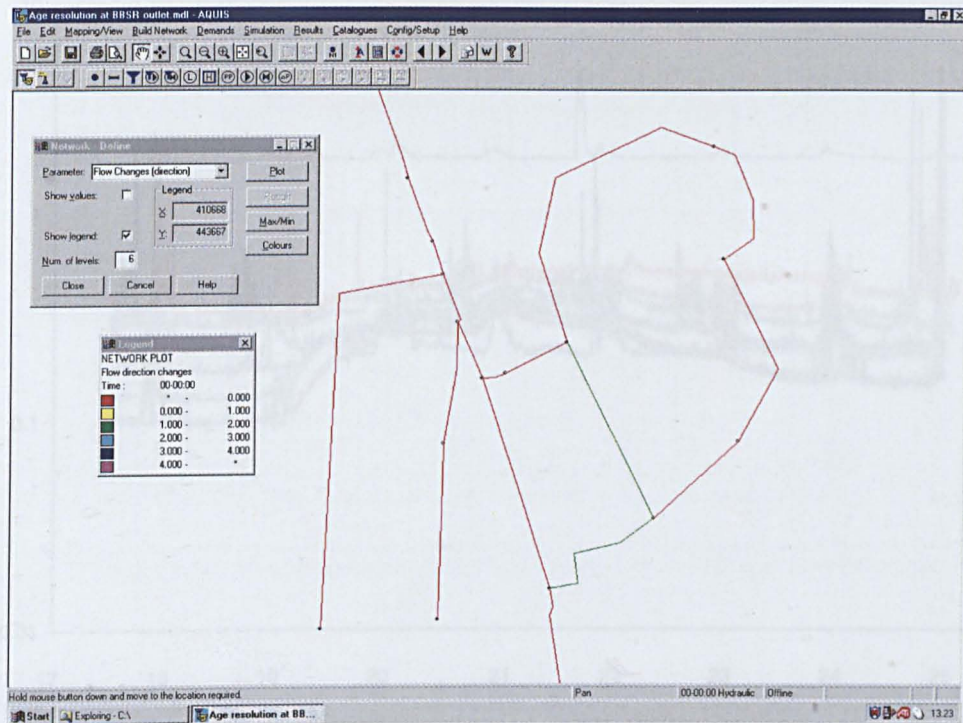 Age resolution at BBSR outlet.mdl - AQUIS
File Edit Mapping/View Build Network Demands Simulation Results Catalogues Config/Setup Help
Network - Define
Parameter: Flow Changes (direction) Plot
Show values: Legend
X: 410668
Max/Min
Y: 443667
Show legend: Colours
Num. of levels: 6
Close Cancel Help
Legend
NETWORK PLOT
Flow direction changes
Time : 00-00:00
* - 0.000
0.000 - 1.000
1.000 - 2.000
2.000 - 3.000
3.000 - 4.000
4.000 - *
Hold mouse button down and move to the location required. Pan 00-00:00 Hydraulic Offline
Start Exploring - C:\ Age resolution at BB... 13:23